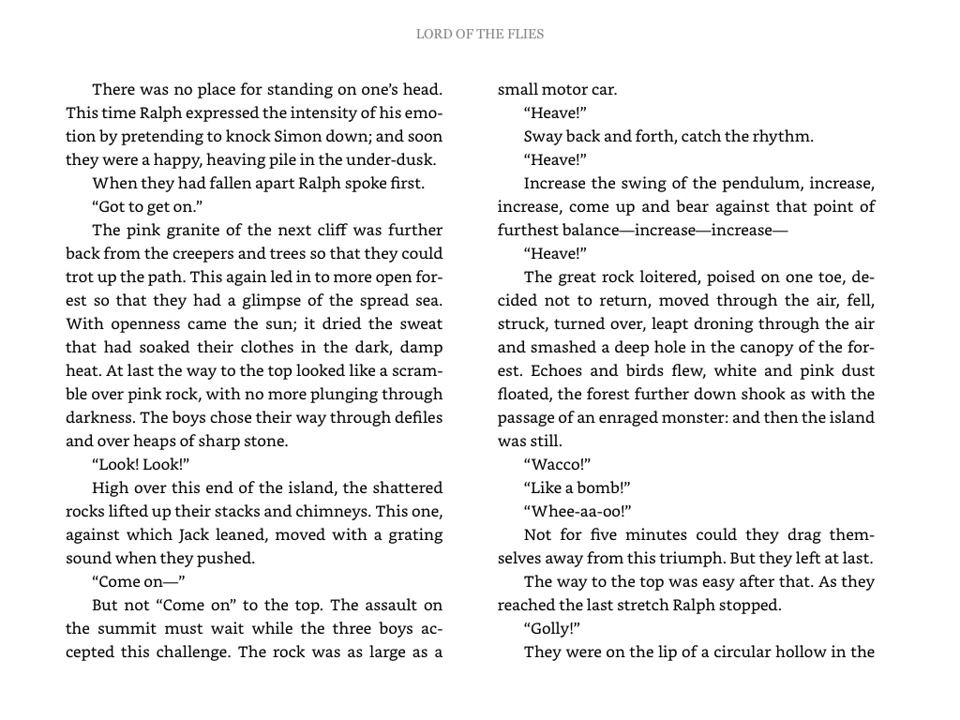 LORD OF THE FLIES
There was no place for standing on one’s head.
This time Ralph expressed the intensity of his emo-
tion by pretending to knock Simon down; and soon
they were a happy, heaving pile in the under-dusk.
When they had fallen apart Ralph spoke first.
“Got to get on.”
The pink granite of the next cliff was further
back from the creepers and trees so that they could
trot up the path. This again led in to more open for-
est so that they had a glimpse of the spread sea.
With openness came the sun; it dried the sweat
that had soaked their clothes in the dark, damp
heat. At last the way to the top looked like a scram-
ble over pink rock, with no more plunging through
darkness. The boys chose their way through defiles
and over heaps of sharp stone.
“Look! Look!”
High over this end of the island, the shattered
rocks lifted up their stacks and chimneys. This one,
against which Jack leaned, moved with a grating
sound when they pushed.
“Come on—”
But not “Come on” to the top. The assault on
the summit must wait while the three boys ac-
cepted this challenge. The rock was as large as a
small motor car.
“Heave!”
Sway back and forth, catch the rhythm.
“Heave!”
Increase the swing of the pendulum, increase,
increase, come up and bear against that point of
furthest balance—increase—increase—
“Heave!”
The great rock loitered, poised on one toe, de-
cided not to return, moved through the air, fell,
struck, turned over, leapt droning through the air
and smashed a deep hole in the canopy of the for-
est. Echoes and birds flew, white and pink dust
floated, the forest further down shook as with the
passage of an enraged monster: and then the island
was still.
“Wacco!”
“Like a bomb!”
“Whee-aa-oo!”
Not for five minutes could they drag them-
selves away from this triumph. But they left at last.
The way to the top was easy after that. As they
reached the last stretch Ralph stopped.
“Golly!”
They were on the lip of a circular hollow in the